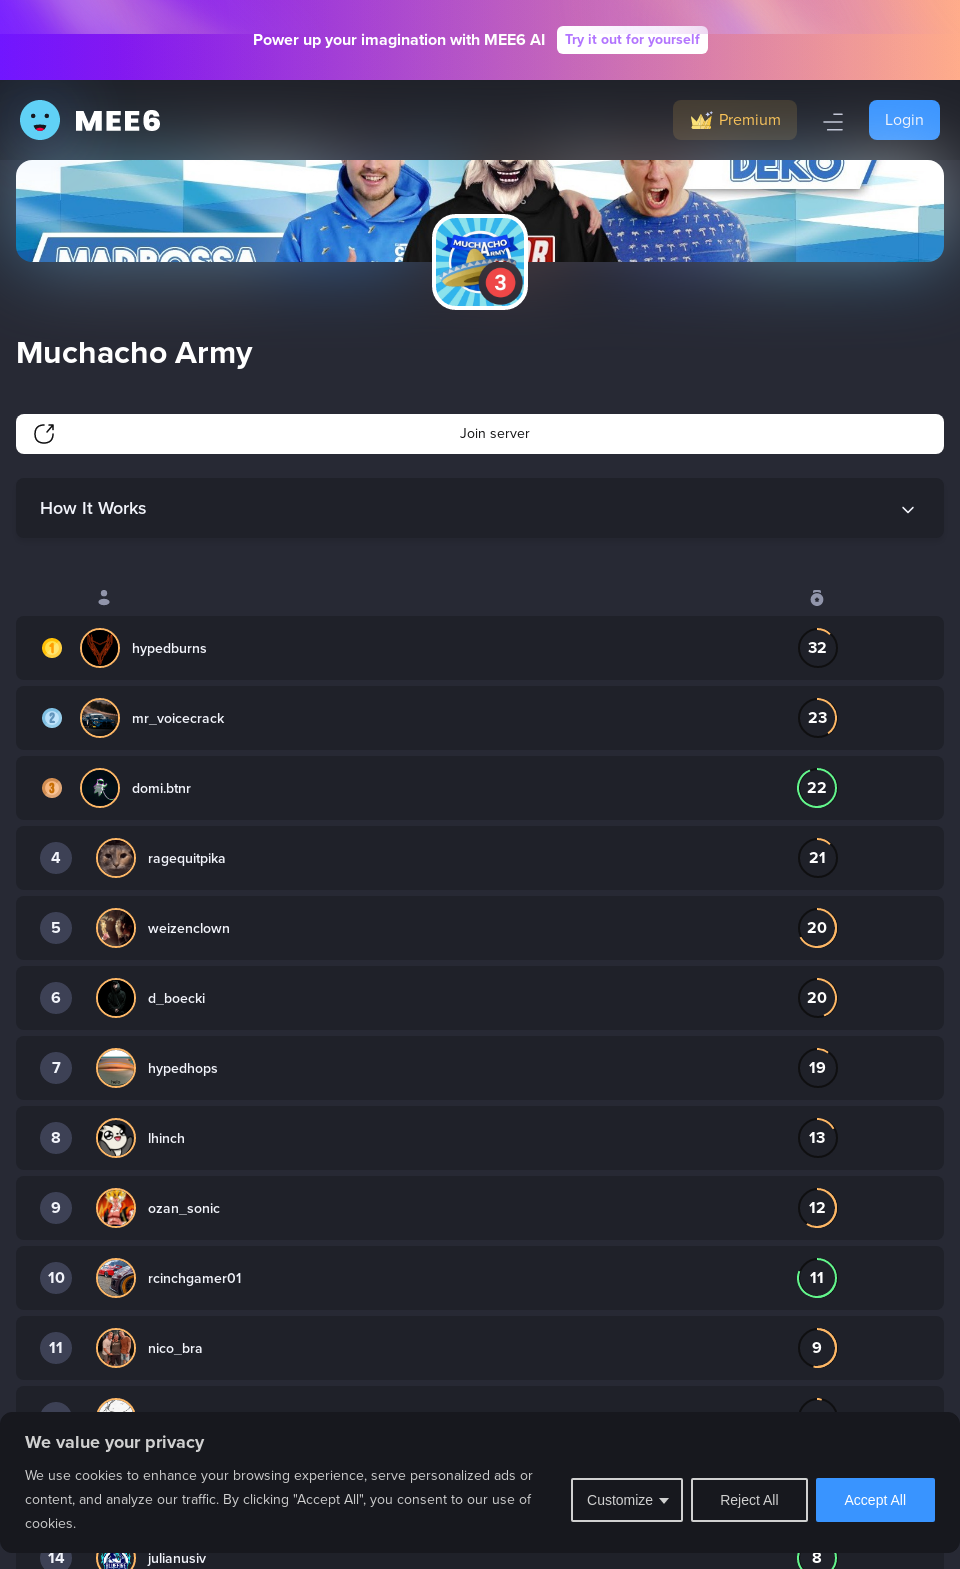 Power up your imagination with MEE6 AI
Try it out for yourself
MEE6
Premium
Login
DERO
MADBOSSA
MUCHACHO
ARMY
3
Muchacho Army
Join server
How It Works
1 hypedburns 32
2 mr_voicecrack 23
3 domi.btnr 22
4 ragequitpika 21
5 weizenclown 20
6 d_boecki 20
7 hypedhops 19
8 lhinch 13
9 ozan_sonic 12
10 rcinchgamer01 11
11 nico_bra 9
We value your privacy
We use cookies to enhance your browsing experience, serve personalized ads or
content, and analyze our traffic. By clicking "Accept All", you consent to our use of
cookies.
Customize
Reject All
Accept All
14 julianusiv 8